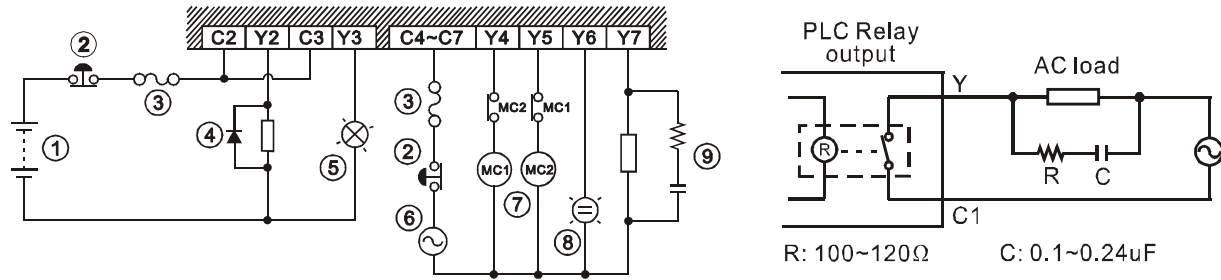 C2 Y2 C3 Y3 C4~C7 Y4 Y5 Y6 Y7
②
③
①
④
⑤
③
②
⑥
MC2 MC1
MC1 MC2
⑦
⑧
⑨
PLC Relay
output
AC load
Y
R
R C
C1
R: 100~120Ω C: 0.1~0.24uF